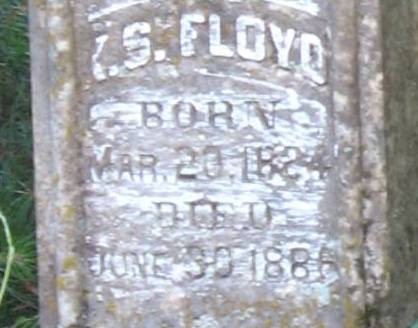 S. FLOYD
BORN
MAR. 20. 1824
DIED
JUNE 30. 1886